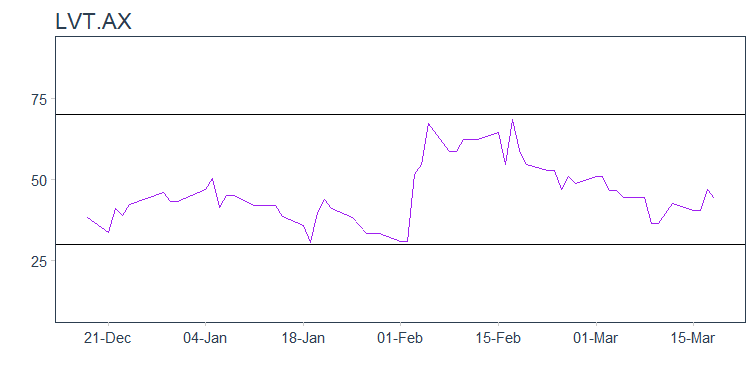 LVT.AX
75
50
25
21-Dec
04-Jan
18-Jan
01-Feb
15-Feb
01-Mar
15-Mar